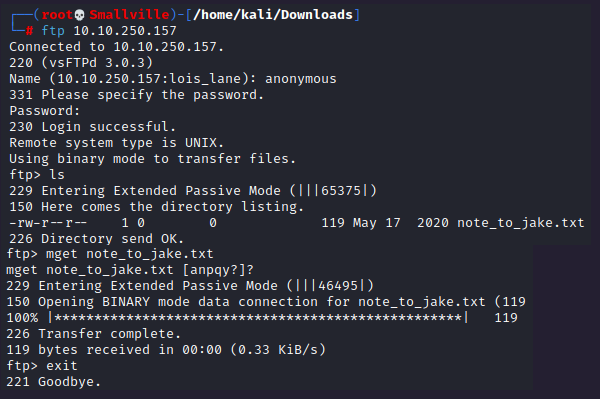 ┌──(root💀Smallville)-[/home/kali/Downloads]
└─# ftp 10.10.250.157
Connected to 10.10.250.157.
220 (vsFTPd 3.0.3)
Name (10.10.250.157:lois_lane): anonymous
331 Please specify the password.
Password:
230 Login successful.
Remote system type is UNIX.
Using binary mode to transfer files.
ftp> ls
229 Entering Extended Passive Mode (|||65375|)
150 Here comes the directory listing.
-rw-r--r--    1 0        0             119 May 17  2020 note_to_jake.txt
226 Directory send OK.
ftp> mget note_to_jake.txt
mget note_to_jake.txt [anpqy?]?
229 Entering Extended Passive Mode (|||46495|)
150 Opening BINARY mode data connection for note_to_jake.txt (119
100% |***************************************************|   119
226 Transfer complete.
119 bytes received in 00:00 (0.33 KiB/s)
ftp> exit
221 Goodbye.